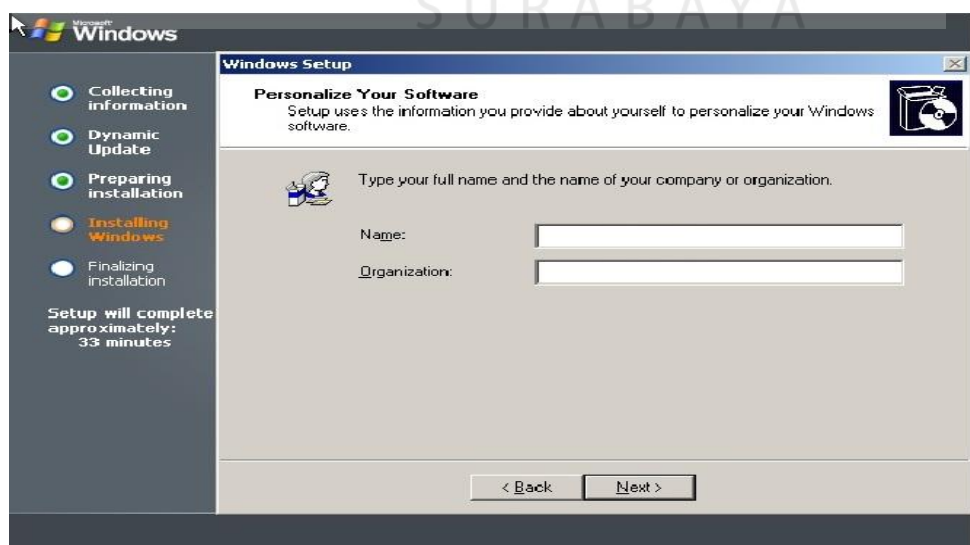 SURABAYA
Microsoft
Windows
Collecting
information
Dynamic
Update
Preparing
installation
Installing
Windows
Finalizing
installation
Setup will complete
approximately:
33 minutes
Windows Setup
Personalize Your Software
Setup uses the information you provide about yourself to personalize your Windows
software.
Type your full name and the name of your company or organization.
Name:
Organization:
< Back
Next >